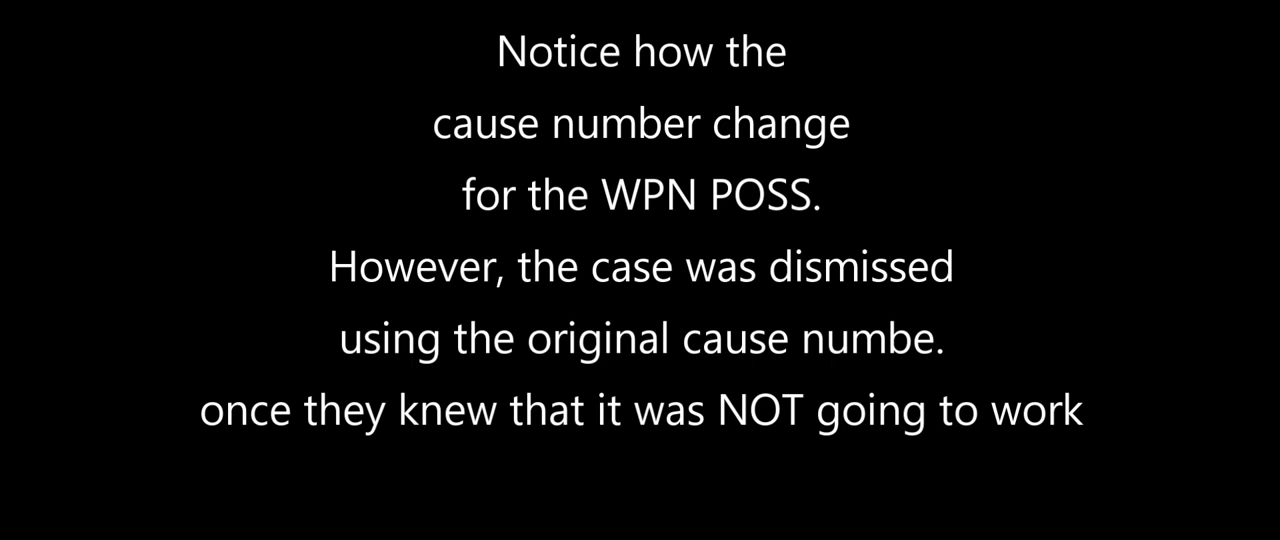 Notice how the
cause number change
for the WPN POSS.
However, the case was dismissed
using the original cause numbe.
once they knew that it was NOT going to work